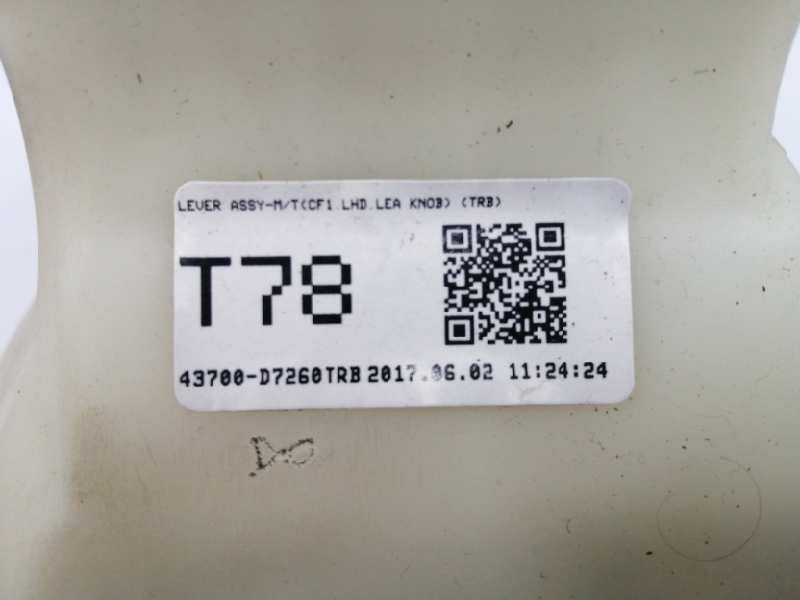 LEVER ASSY-M/T(CF1 LHD.LEA KNOB) (TRB)
T78
43700-D7260TRB 2017.06.02 11:24:24